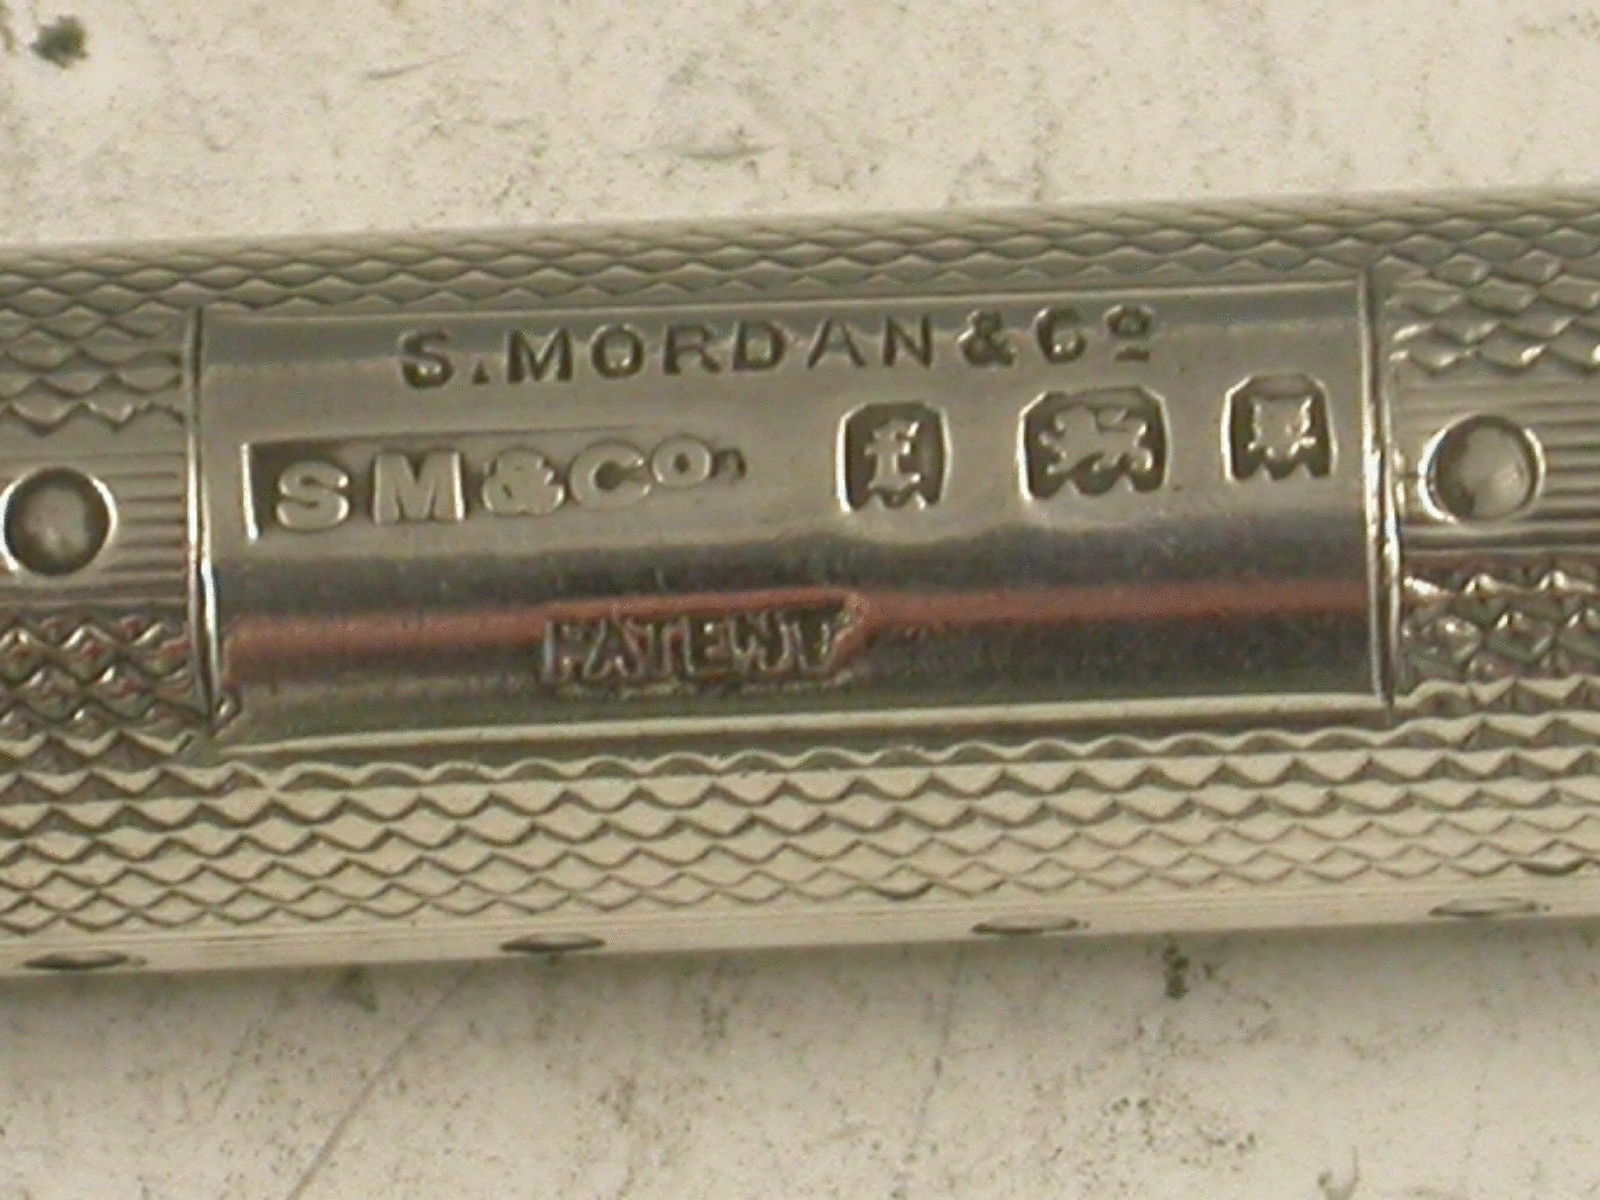 S.MORDAN & Cº
SM&Co.
PATENT